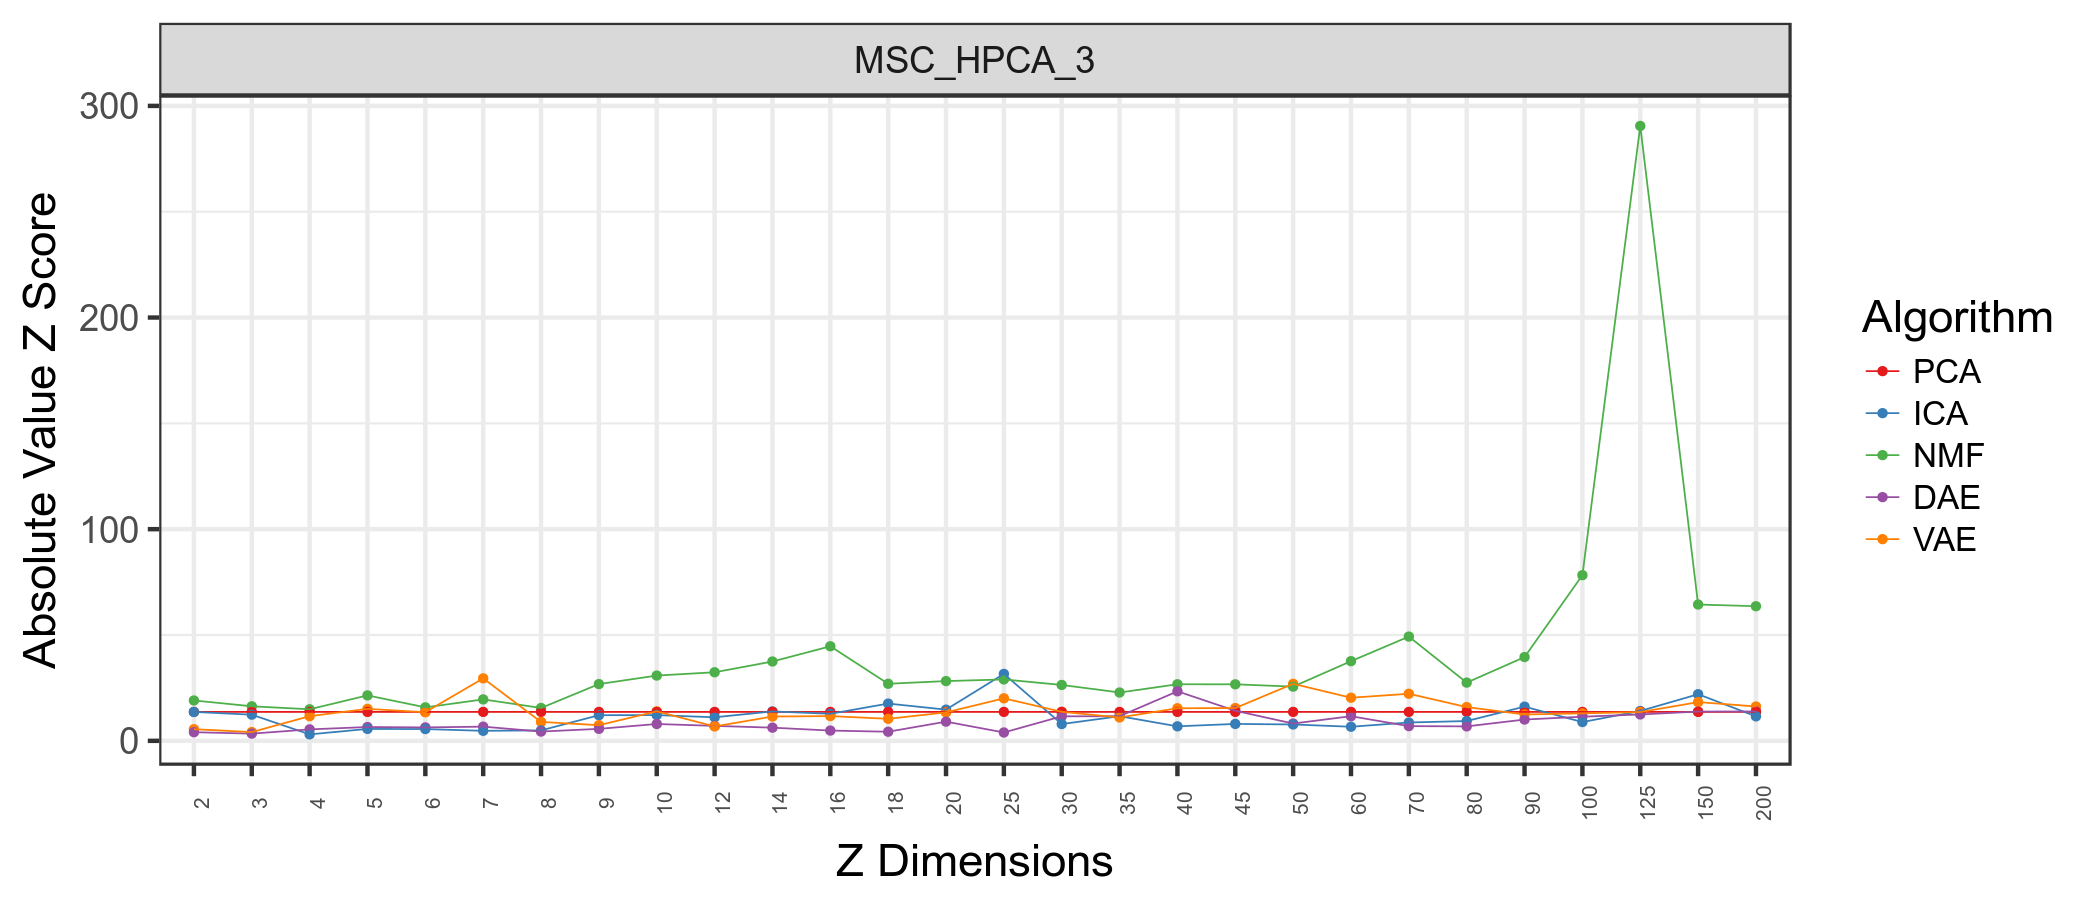 MSC_HPCA_3
Absolute Value Z Score
300
200
100
0
2 3 4 5 6 7 8 9 10 12 14 16 18 20 25 30 35 40 45 50 60 70 80 90 100 125 150 200
Z Dimensions
Algorithm
PCA
ICA
NMF
DAE
VAE